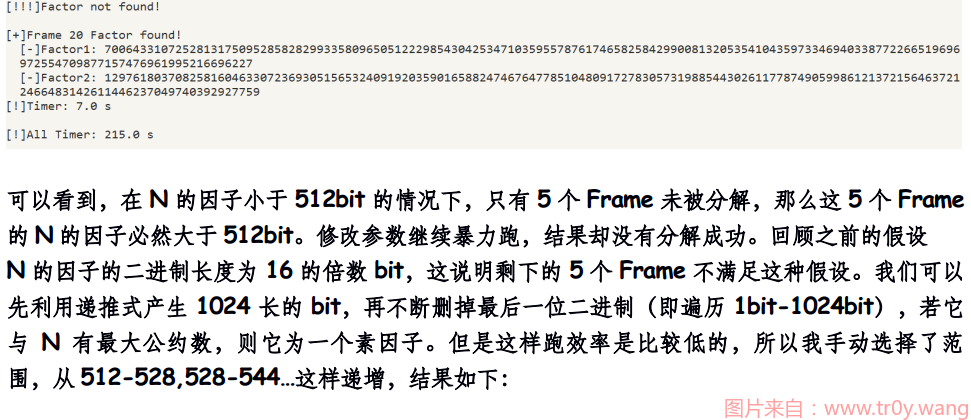 [!!!]Factor not found!
[+]Frame 20 Factor found!
[-]Factor1: 7006433107252813175095285828299335809650512229854304253471035955787617465825842990081320535410435973346940338772266519696
9725547098771574769619952166962​27
[-]Factor2: 1297618037082581604633072369305156532409192035901658824746764778510480917278305731988544302611778749059986121372156463721
2466483142611446237049740392927759
[!]Timer: 7.0 s
[!]All Timer: 215.0 s
可以看到，在 N 的因子小于 512bit 的情况下，只有 5 个 Frame 未被分解，那么这 5 个 Frame
的 N 的因子必然大于 512bit。修改参数继续暴力跑，结果却没有分解成功。回顾之前的假设
N 的因子的二进制长度为 16 的倍数 bit，这说明剩下的 5 个 Frame 不满足这种假设。我们可以
先利用递推式产生 1024 长的 bit，再不断删掉最后一位二进制（即遍历 1bit-1024bit），若它
与 N 有最大公约数，则它为一个素因子。但是这样跑效率是比较低的，所以我手动选择了范
围，从 512-528,528-544...这样递增，结果如下：
图片来自：www.tr0y.wang